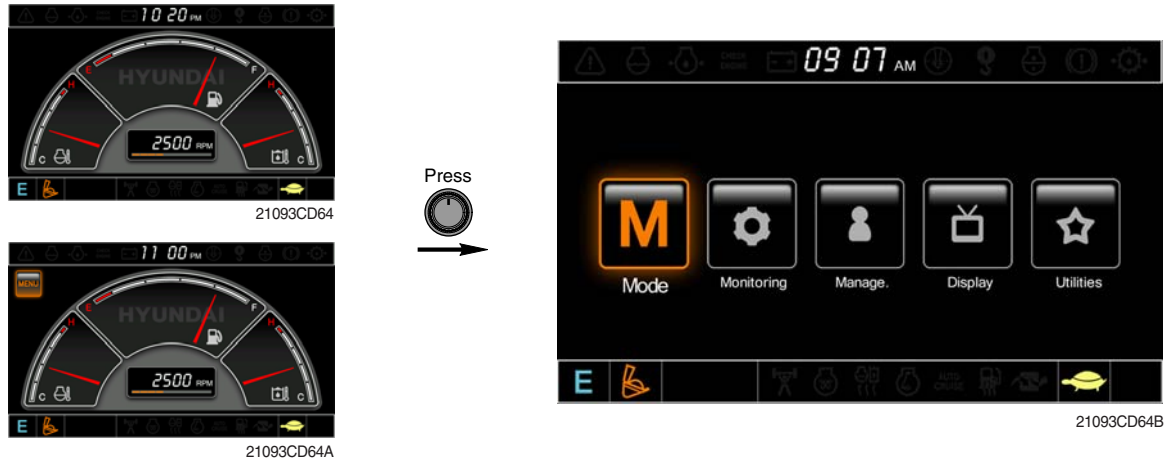 10 20 PM
E F
HYUNDAI
H H
2500 RPM
C C
E
21093CD64
11 00 PM
MENU
E F
HYUNDAI
H H
2500 RPM
C C
E
21093CD64A
Press
CHECK
ENGINE
09 07 AM
M
Mode Monitoring Manage. Display Utilities
E AUTO
CRUISE
21093CD64B